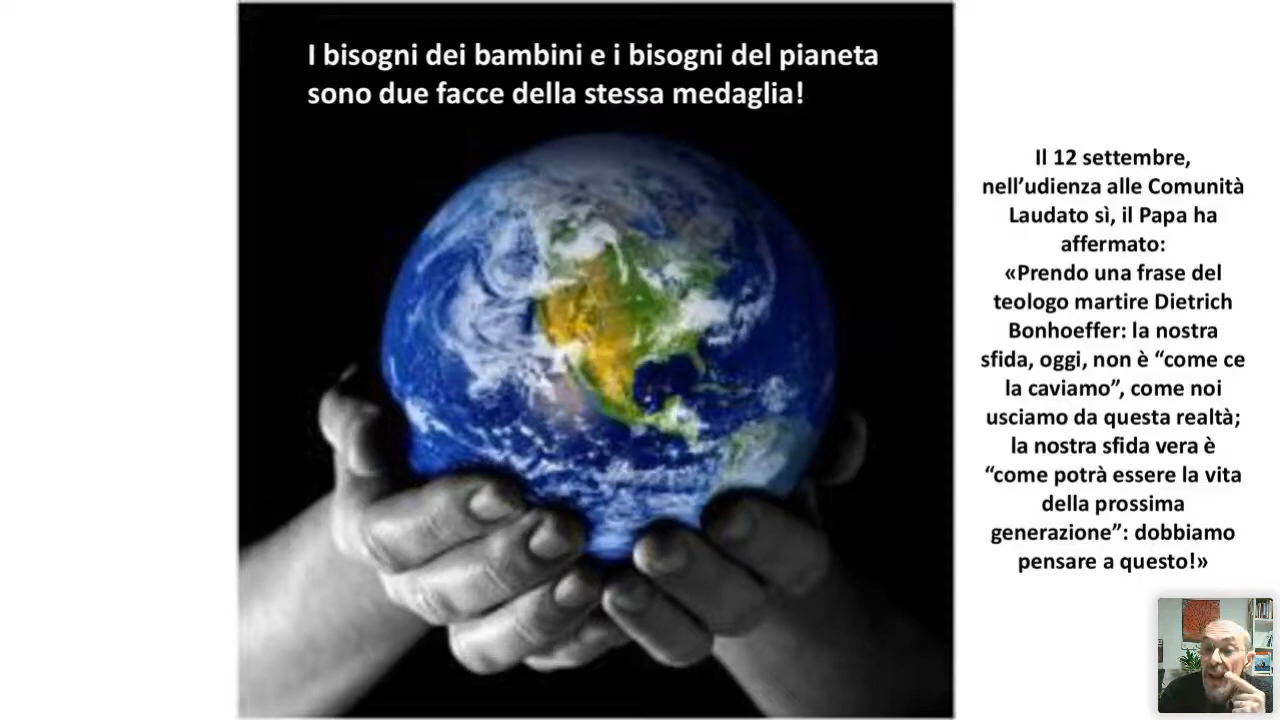 I bisogni dei bambini e i bisogni del pianeta
sono due facce della stessa medaglia!
Il 12 settembre,
nell’udienza alle Comunità
Laudato sì, il Papa ha
affermato:
«Prendo una frase del
teologo martire Dietrich
Bonhoeffer: la nostra
sfida, oggi, non è “come ce
la caviamo”, come noi
usciamo da questa realtà;
la nostra sfida vera è
“come potrà essere la vita
della prossima
generazione”: dobbiamo
pensare a questo!»